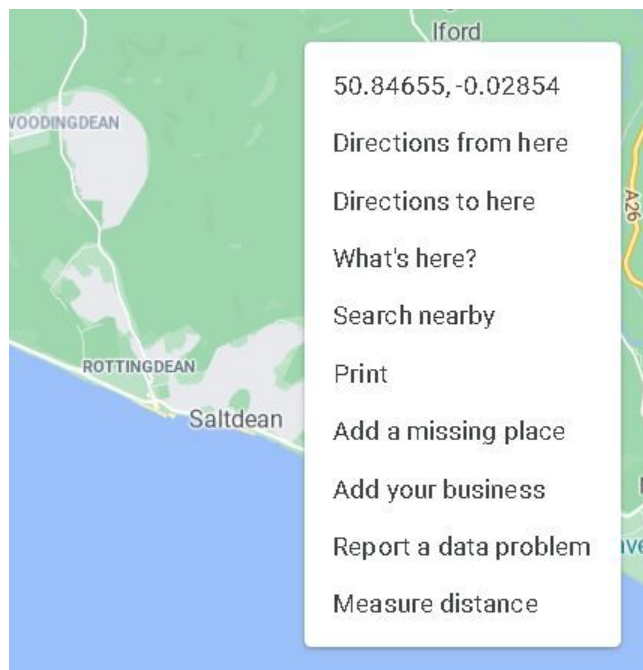 Iford
50.84655, -0.02854
WOODINGDEAN
Directions from here
Directions to here
A26
What's here?
Search nearby
ROTTINGDEAN
Print
Saltdean
Add a missing place
Add your business
Report a data problem
Measure distance